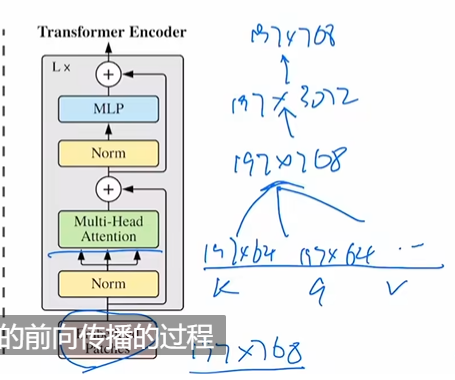 Transformer Encoder
L ×
+
MLP
Norm
+
Multi-Head
Attention
Norm
的前向传播的过程
Patches
197×768
197×3072
197×768
197×64 197×64 ...
K q v
197×768